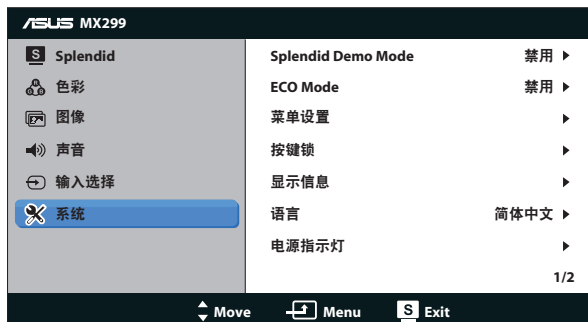 ASUS MX299
S Splendid
色彩
图像
声音
输入选择
系统
Splendid Demo Mode 禁用
ECO Mode 禁用
菜单设置
按键锁
显示信息
语言 简体中文
电源指示灯
1/2
Move Menu S Exit